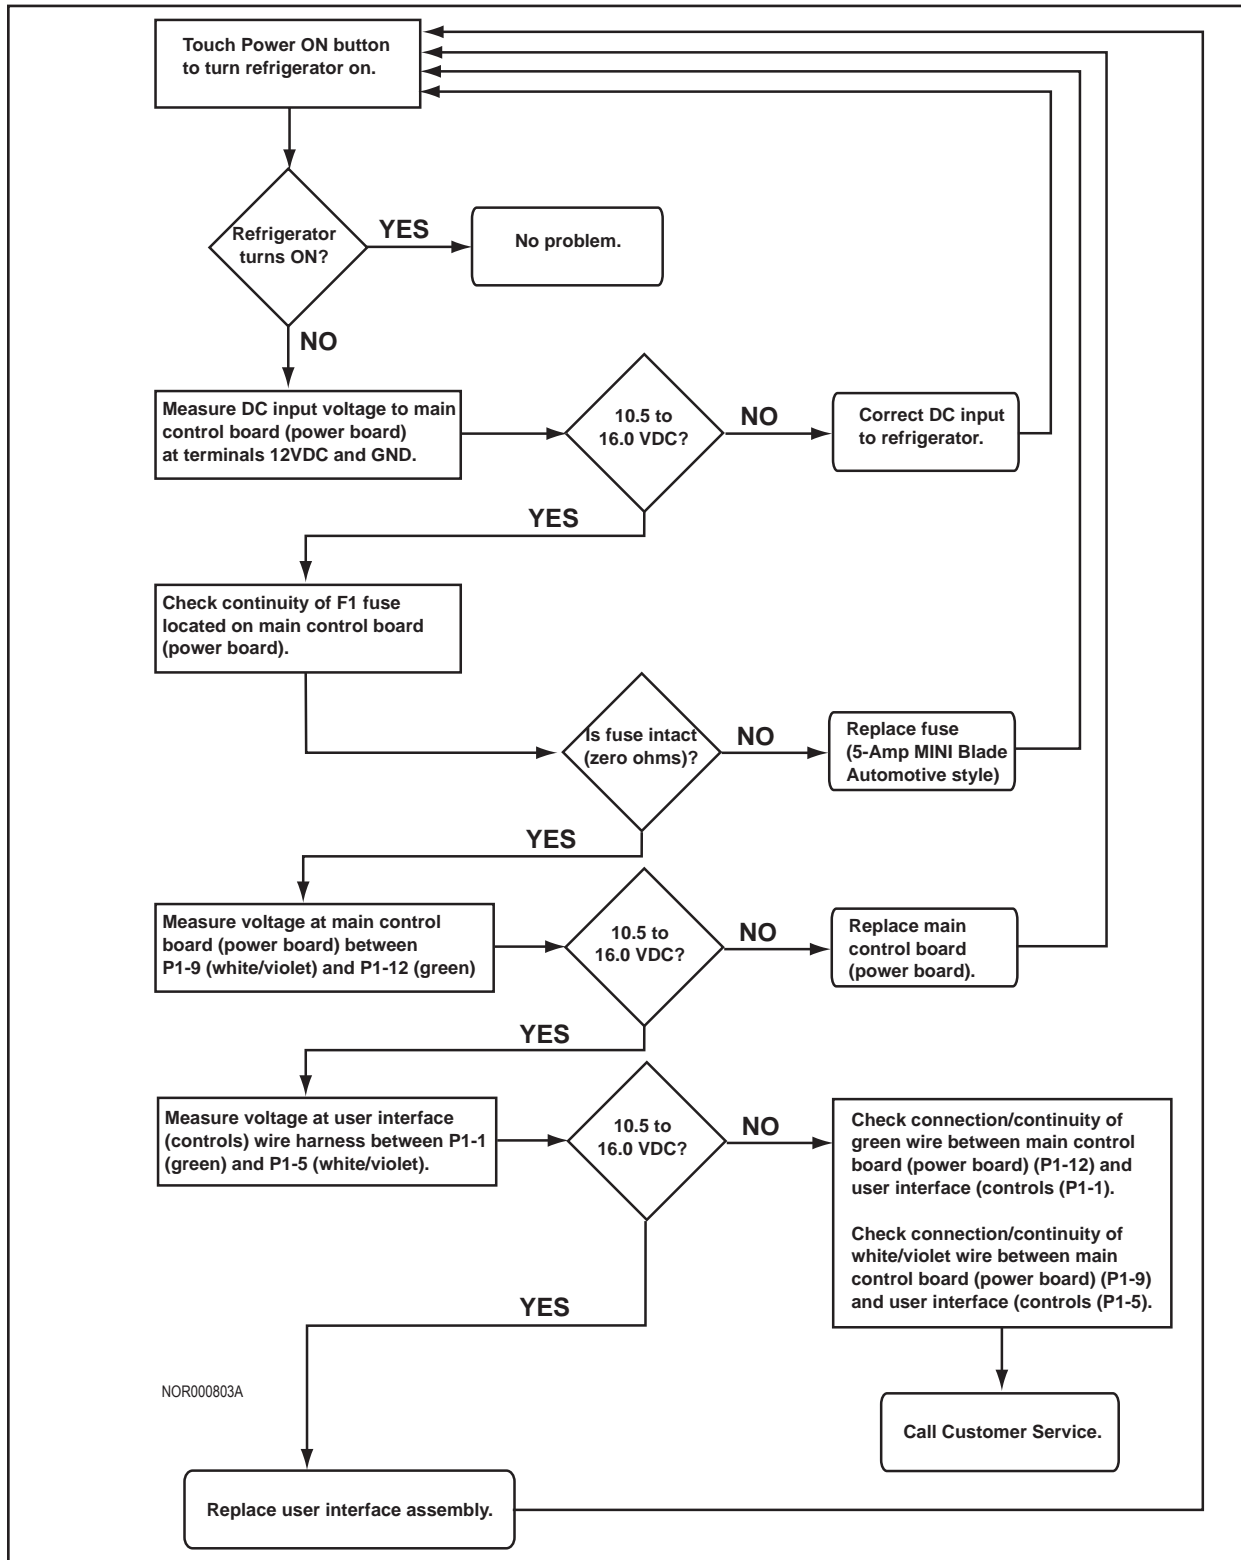 Touch Power ON button
to turn refrigerator on.
Refrigerator
turns ON?
YES
No problem.
NO
Measure DC input voltage to main
control board (power board)
at terminals 12VDC and GND.
10.5 to
16.0 VDC?
NO
Correct DC input
to refrigerator.
YES
Check continuity of F1 fuse
located on main control board
(power board).
Is fuse intact
(zero ohms)?
NO
Replace fuse
(5-Amp MINI Blade
Automotive style)
YES
Measure voltage at main control
board (power board) between
P1-9 (white/violet) and P1-12 (green)
10.5 to
16.0 VDC?
NO
Replace main
control board
(power board).
YES
Measure voltage at user interface
(controls) wire harness between P1-1
(green) and P1-5 (white/violet).
10.5 to
16.0 VDC?
NO
Check connection/continuity of
green wire between main control
board (power board) (P1-12) and
user interface (controls (P1-1).
Check connection/continuity of
white/violet wire between main
control board (power board) (P1-9)
and user interface (controls (P1-5).
YES
NOR000803A
Call Customer Service.
Replace user interface assembly.